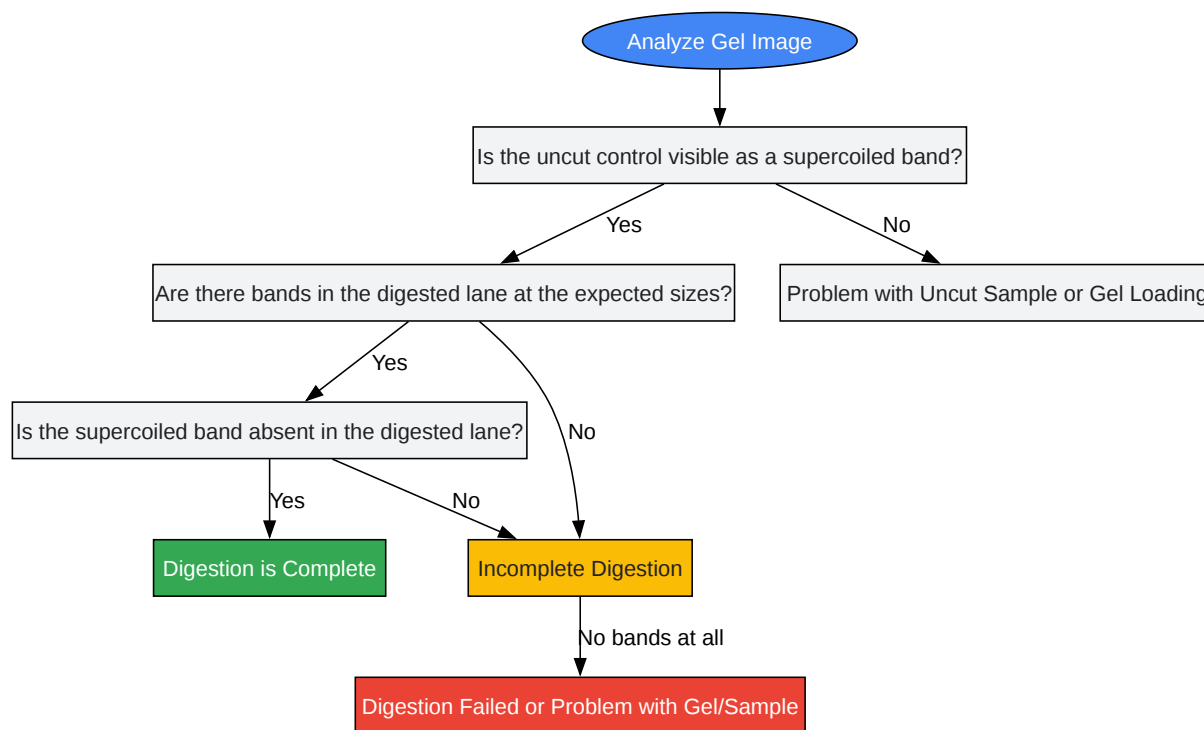 Analyze Gel Image
Is the uncut control visible as a supercoiled band?
Yes
No
Are there bands in the digested lane at the expected sizes?
Problem with Uncut Sample or Gel Loading
Yes
No
Is the supercoiled band absent in the digested lane?
Yes
No
Digestion is Complete
Incomplete Digestion
No bands at all
Digestion Failed or Problem with Gel/Sample